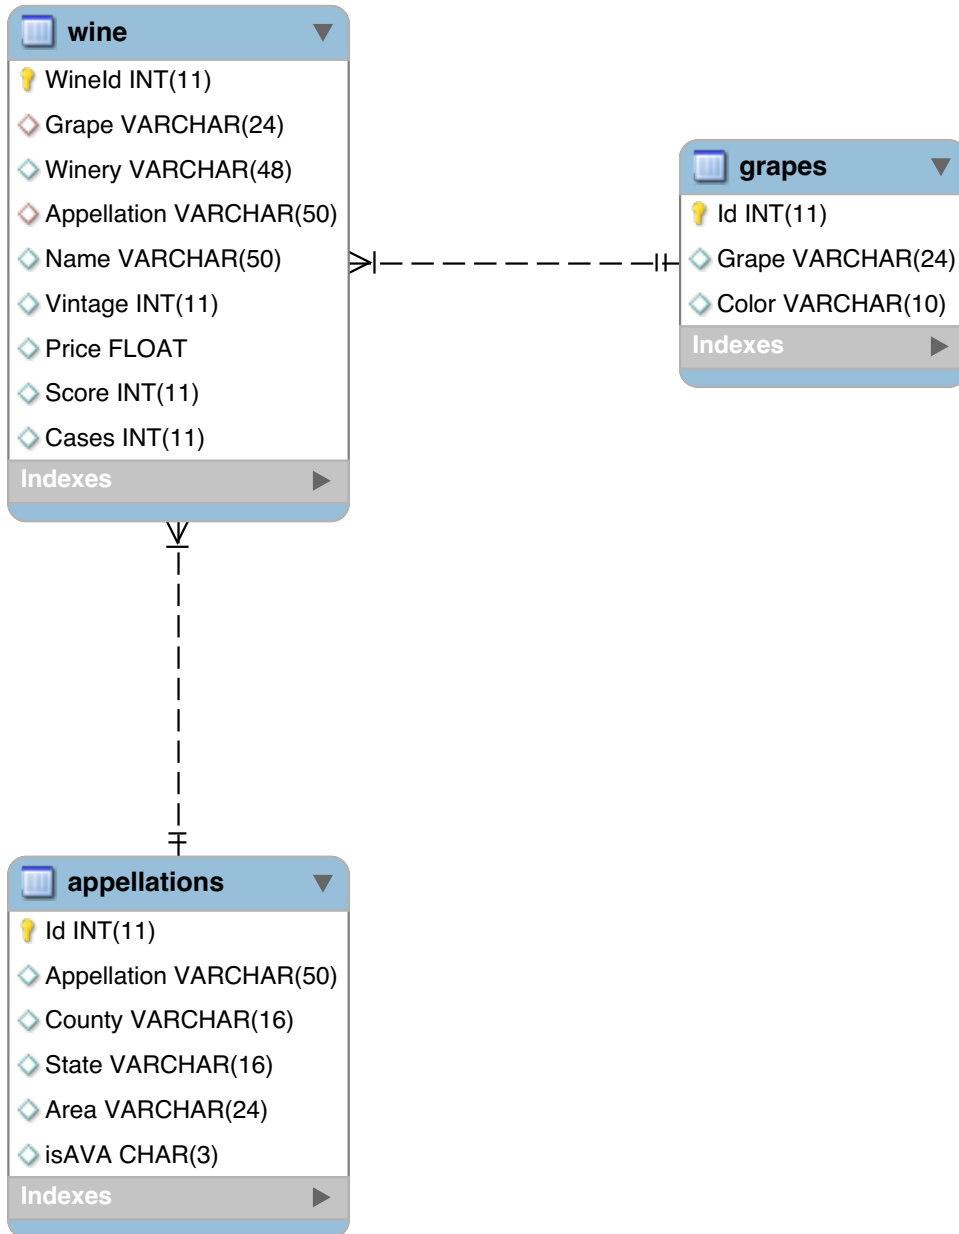 wine
WineId INT(11)
Grape VARCHAR(24)
Winery VARCHAR(48)
Appellation VARCHAR(50)
Name VARCHAR(50)
Vintage INT(11)
Price FLOAT
Score INT(11)
Cases INT(11)
Indexes
grapes
Id INT(11)
Grape VARCHAR(24)
Color VARCHAR(10)
Indexes
appellations
Id INT(11)
Appellation VARCHAR(50)
County VARCHAR(16)
State VARCHAR(16)
Area VARCHAR(24)
isAVA CHAR(3)
Indexes